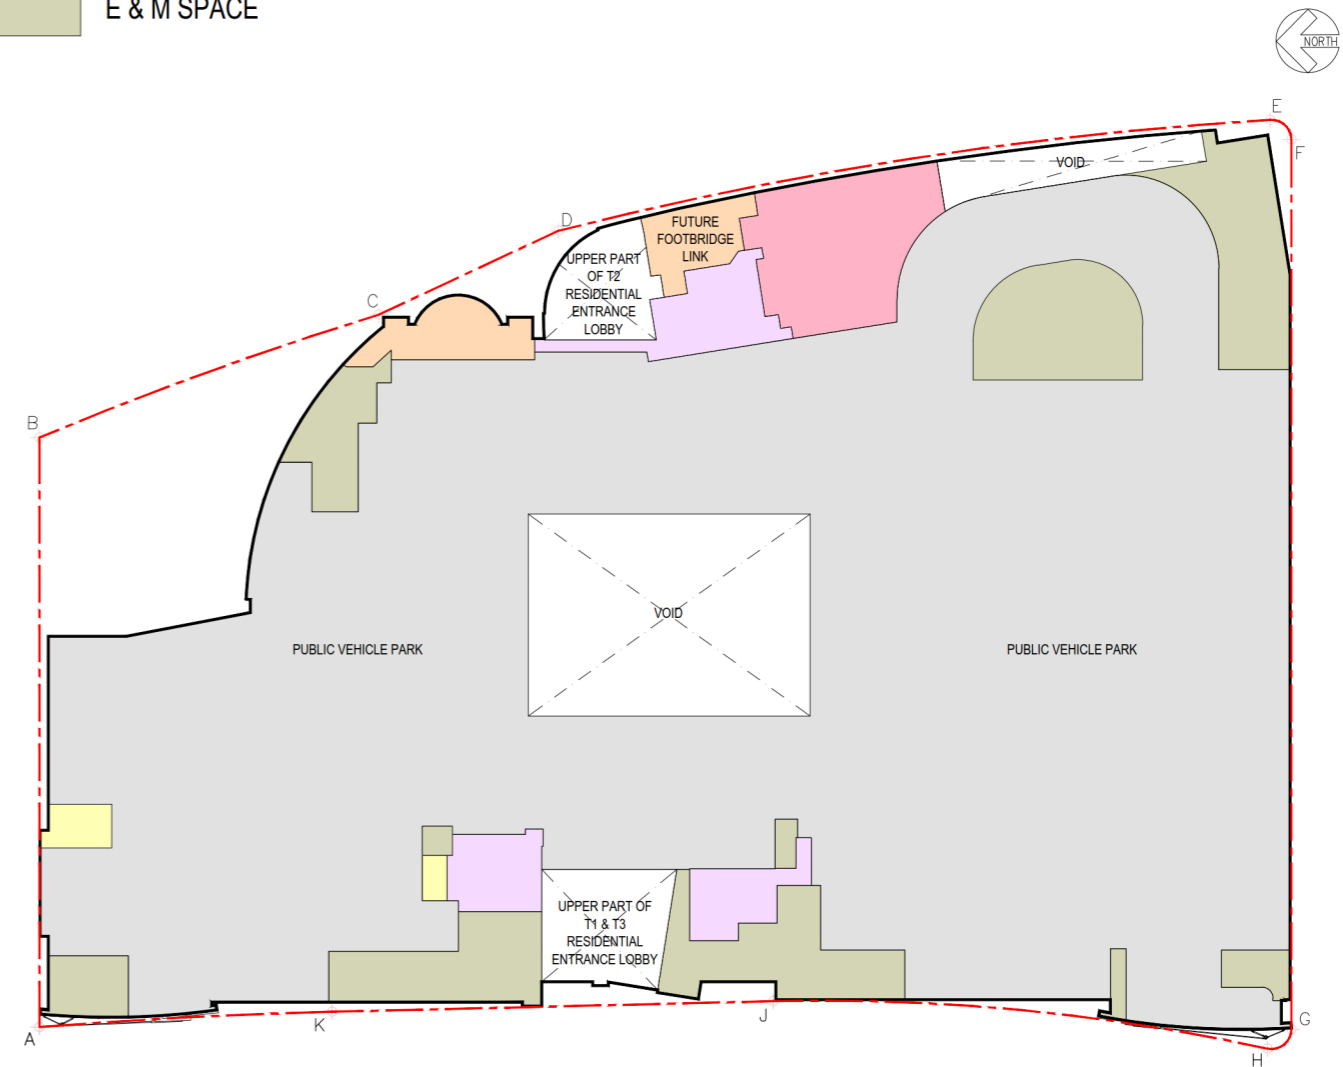 E & M SPACE
NORTH
E
F
VOID
D
FUTURE
FOOTBRIDGE
LINK
UPPER PART
OF T2
RESIDENTIAL
ENTRANCE
LOBBY
C
B
VOID
PUBLIC VEHICLE PARK
PUBLIC VEHICLE PARK
UPPER PART OF
T1 & T3
RESIDENTIAL
ENTRANCE LOBBY
A
K
J
G
H